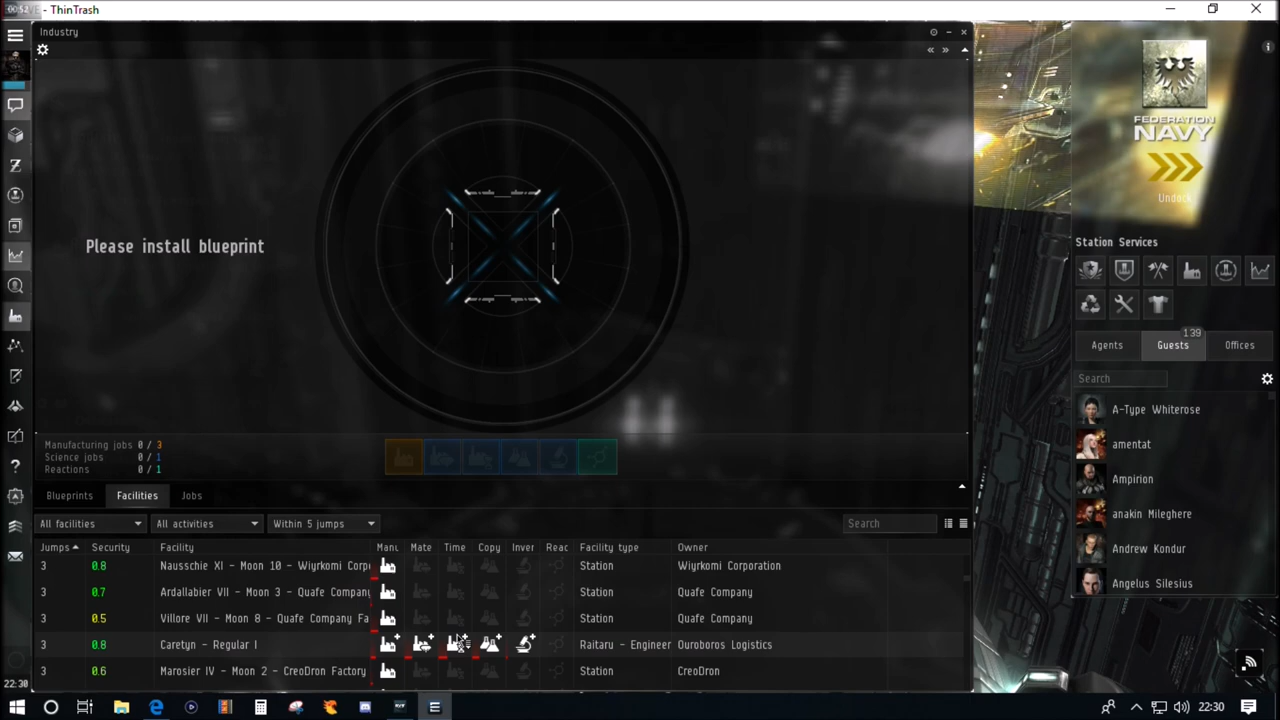 00:52 - ThinTrash
Industry
Please install blueprint
Manufacturing jobs 0 / 3
Science jobs 0 / 1
Reactions 0 / 1
Blueprints Facilities Jobs
All facilities All activities Within 5 jumps Search
Jumps Security Facility Manu Mate Time Copy Inver Reac Facility type Owner
3 0.8 Nausschie XI - Moon 10 - Wiyrkomi Corp Station Wiyrkomi Corporation
3 0.7 Ardallabier VII - Moon 3 - Quafe Company Station Quafe Company
3 0.5 Villore VII - Moon 8 - Quafe Company Fa Station Quafe Company
3 0.8 Caretyn - Regular I Raitaru - Engineer Ouroboros Logistics
3 0.6 Marosier IV - Moon 2 - CreoDron Factory Station CreoDron
FEDERATION
NAVY
Undock
Station Services
139
Agents Guests Offices
Search
A-Type Whiterose
amentat
Ampirion
anakin Mileghere
Andrew Kondur
Angelus Silesius
22:30
22:30